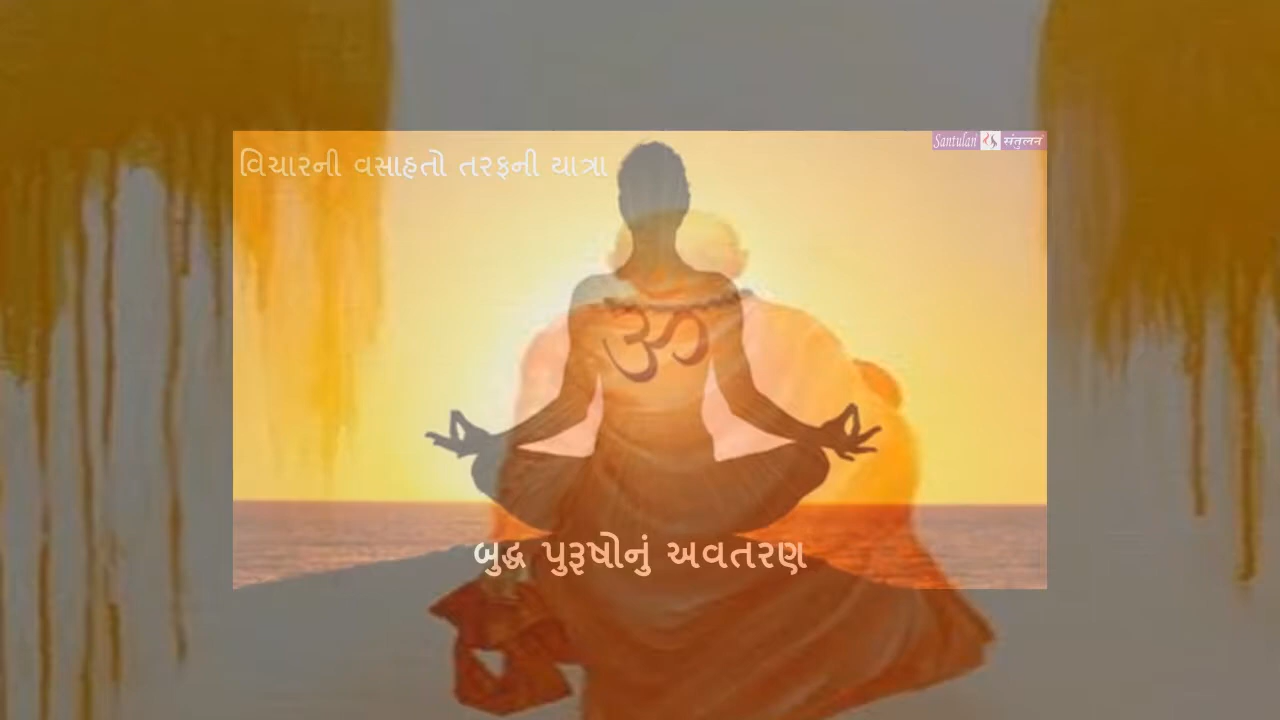 વિચારની વસાહતો તરફની યાત્રા
Santulan संतुलन
ૐ
બુદ્ધ પુરૂષોનું અવતરણ